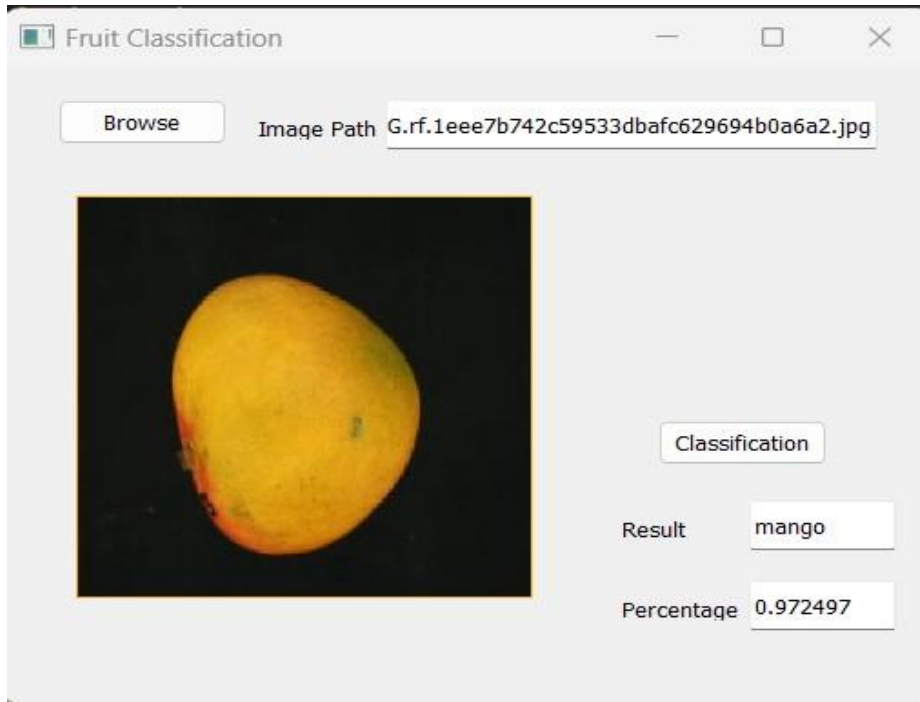 Fruit Classification
Browse
Image Path G.rf.1eee7b742c59533dbafc629694b0a6a2.jpg
Classification
Result mango
Percentage 0.972497